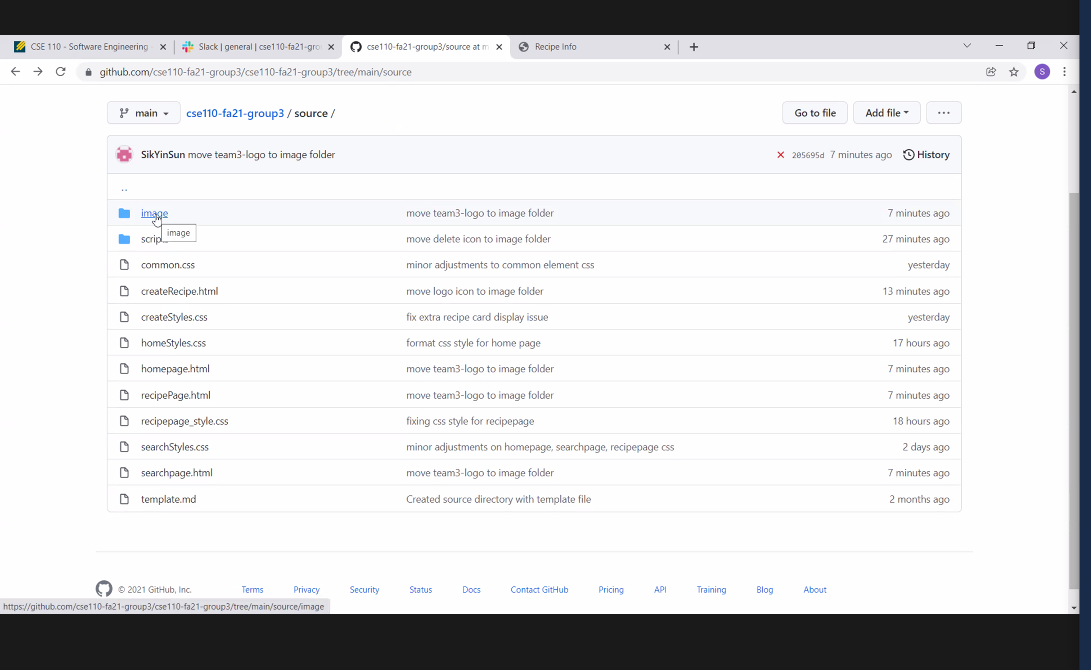 CSE 110 - Software Engineering
Slack | general | cse110-fa21-gro
cse110-fa21-group3/source at m
Recipe Info
github.com/cse110-fa21-group3/cse110-fa21-group3/tree/main/source
S
main
cse110-fa21-group3 / source /
Go to file
Add file
SikYinSun move team3-logo to image folder
205695d 7 minutes ago
History
..
image move team3-logo to image folder 7 minutes ago
image
script move delete icon to image folder 27 minutes ago
common.css minor adjustments to common element css yesterday
createRecipe.html move logo icon to image folder 13 minutes ago
createStyles.css fix extra recipe card display issue yesterday
homeStyles.css format css style for home page 17 hours ago
homepage.html move team3-logo to image folder 7 minutes ago
recipePage.html move team3-logo to image folder 7 minutes ago
recipepage_style.css fixing css style for recipepage 18 hours ago
searchStyles.css minor adjustments on homepage, searchpage, recipepage css 2 days ago
searchpage.html move team3-logo to image folder 7 minutes ago
template.md Created source directory with template file 2 months ago
© 2021 GitHub, Inc. Terms Privacy Security Status Docs Contact GitHub Pricing API Training Blog About
https://github.com/cse110-fa21-group3/cse110-fa21-group3/tree/main/source/image